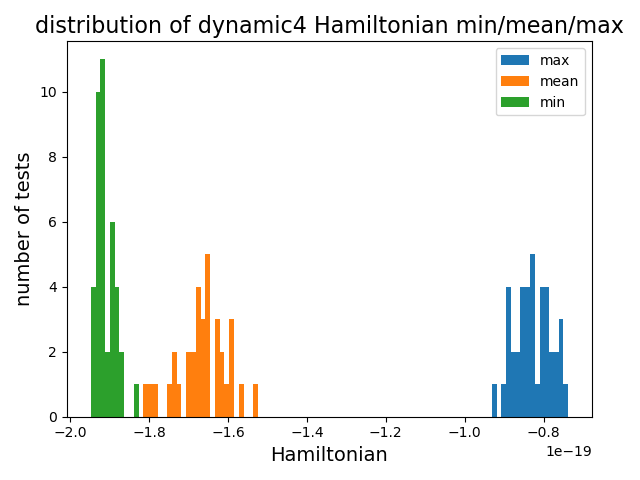 distribution of dynamic4 Hamiltonian min/mean/max
max
mean
min
number of tests
10
8
6
4
2
0
−2.0 −1.8 −1.6 −1.4 −1.2 −1.0 −0.8
1e−19
Hamiltonian